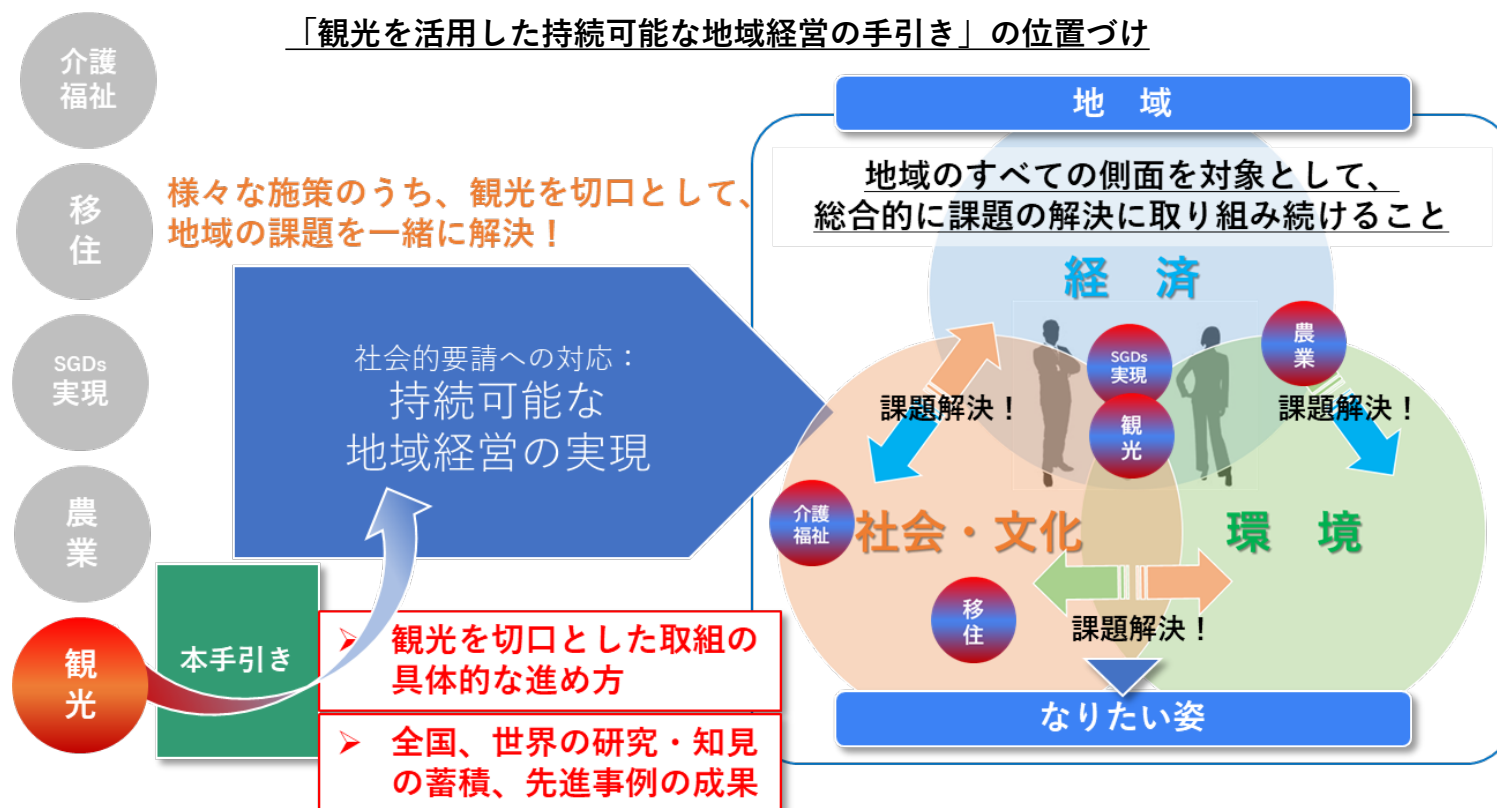 「観光を活用した持続可能な地域経営の手引き」の位置づけ
介護
福祉
移
住
SGDs
実現
農
業
観
光
様々な施策のうち、観光を切口として、
地域の課題を一緒に解決！
社会的要請への対応：
持続可能な
地域経営の実現
本手引き
➢ 観光を切口とした取組の
具体的な進め方
➢ 全国、世界の研究・知見
の蓄積、先進事例の成果
地　域
地域のすべての側面を対象として、
総合的に課題の解決に取り組み続けること
経　済
農
業
SGDs
実現
観
光
課題解決！
課題解決！
介護
福祉
社会・文化
環　境
移
住
課題解決！
なりたい姿